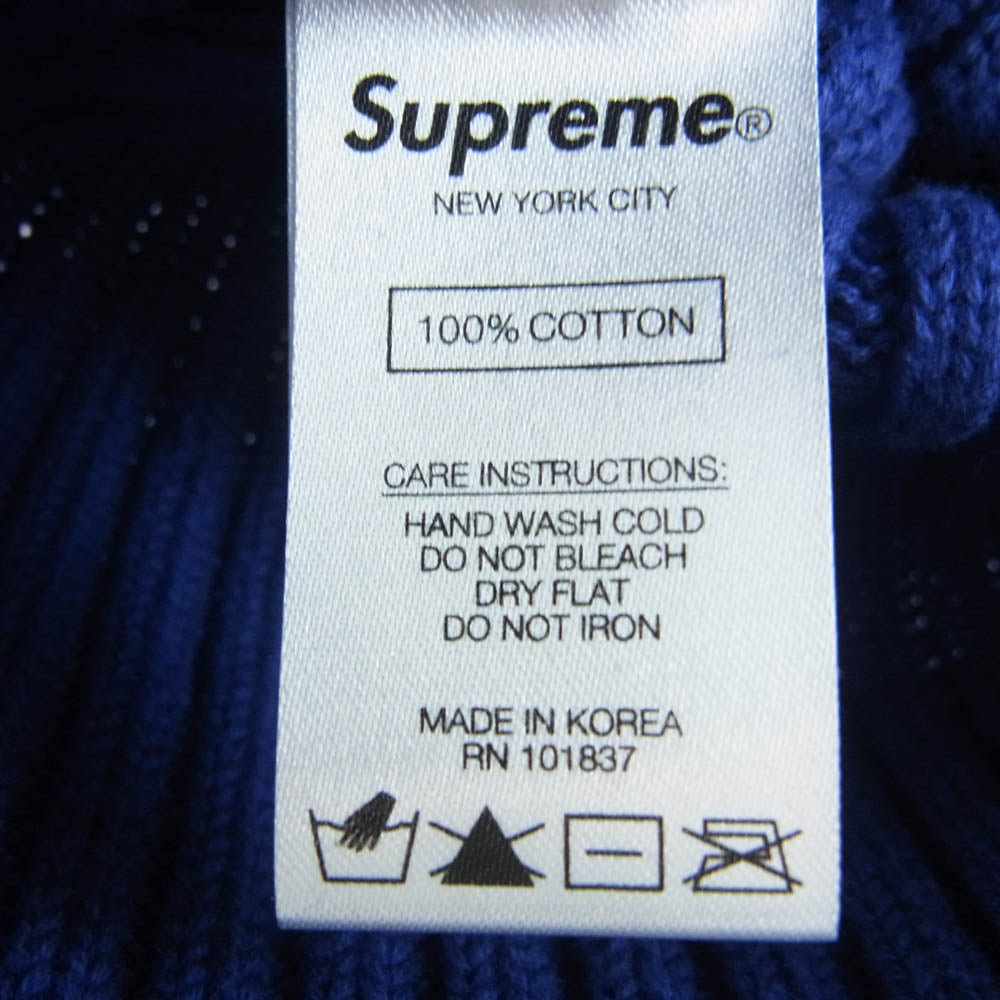 Supreme®
NEW YORK CITY
100% COTTON
CARE INSTRUCTIONS:
HAND WASH COLD
DO NOT BLEACH
DRY FLAT
DO NOT IRON
MADE IN KOREA
RN 101837